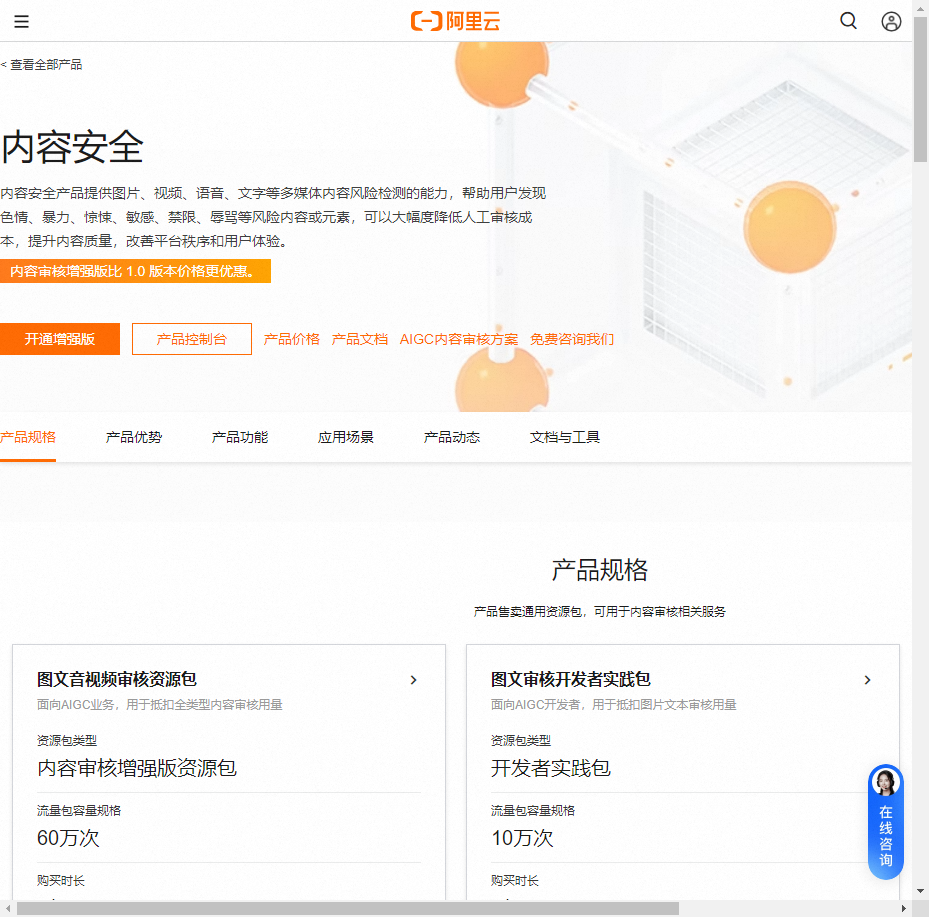 阿里云
< 查看全部产品
内容安全
内容安全产品提供图片、视频、语音、文字等多媒体内容风险检测的能力，帮助用户发现
色情、暴力、惊悚、敏感、禁限、辱骂等风险内容或元素，可以大幅度降低人工审核成
本，提升内容质量，改善平台秩序和用户体验。
内容审核增强版比 1.0 版本价格更优惠。
开通增强版 产品控制台 产品价格 产品文档 AIGC内容审核方案 免费咨询我们
产品规格 产品优势 产品功能 应用场景 产品动态 文档与工具
产品规格
产品售卖通用资源包，可用于内容审核相关服务
图文音视频审核资源包
面向AIGC业务，用于抵扣全类型内容审核用量
资源包类型
内容审核增强版资源包
流量包容量规格
60万次
购买时长
图文审核开发者实践包
面向AIGC开发者，用于抵扣图片文本审核用量
资源包类型
开发者实践包
流量包容量规格
10万次
购买时长
在线咨询